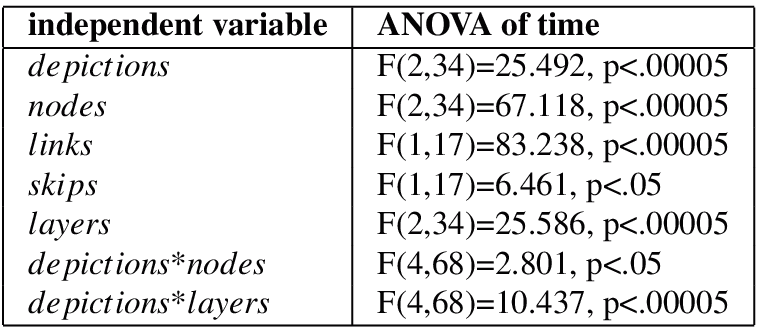 independent variable ANOVA of time
depictions F(2,34)=25.492, p<.00005
nodes F(2,34)=67.118, p<.00005
links F(1,17)=83.238, p<.00005
skips F(1,17)=6.461, p<.05
layers F(2,34)=25.586, p<.00005
depictions*nodes F(4,68)=2.801, p<.05
depictions*layers F(4,68)=10.437, p<.00005